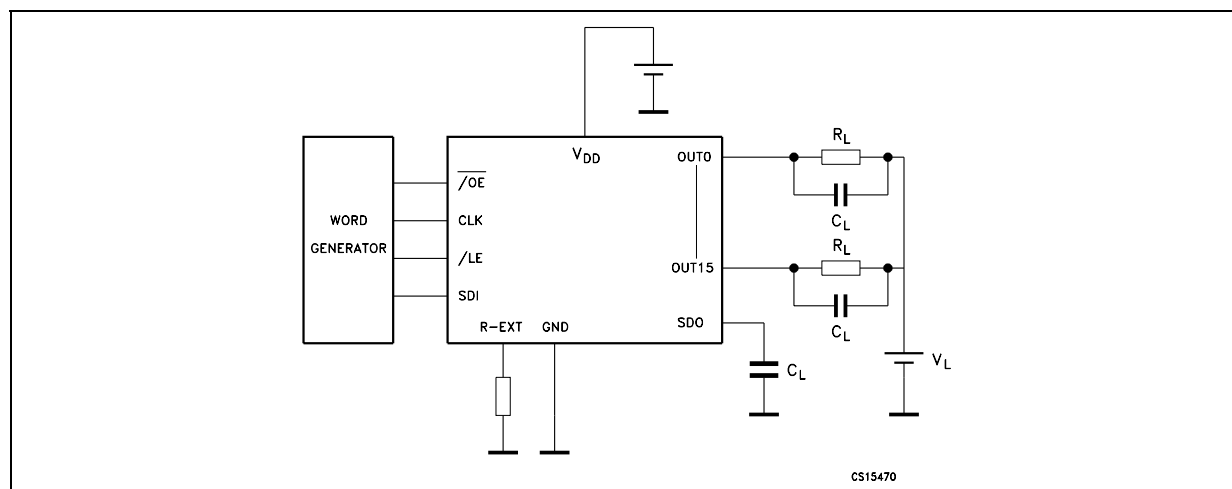 V_DD
OUT0
R_L
C_L
/OE
WORD
GENERATOR
CLK
/LE
OUT15
R_L
C_L
SDI
SDO
R-EXT
GND
C_L
V_L
CS15470